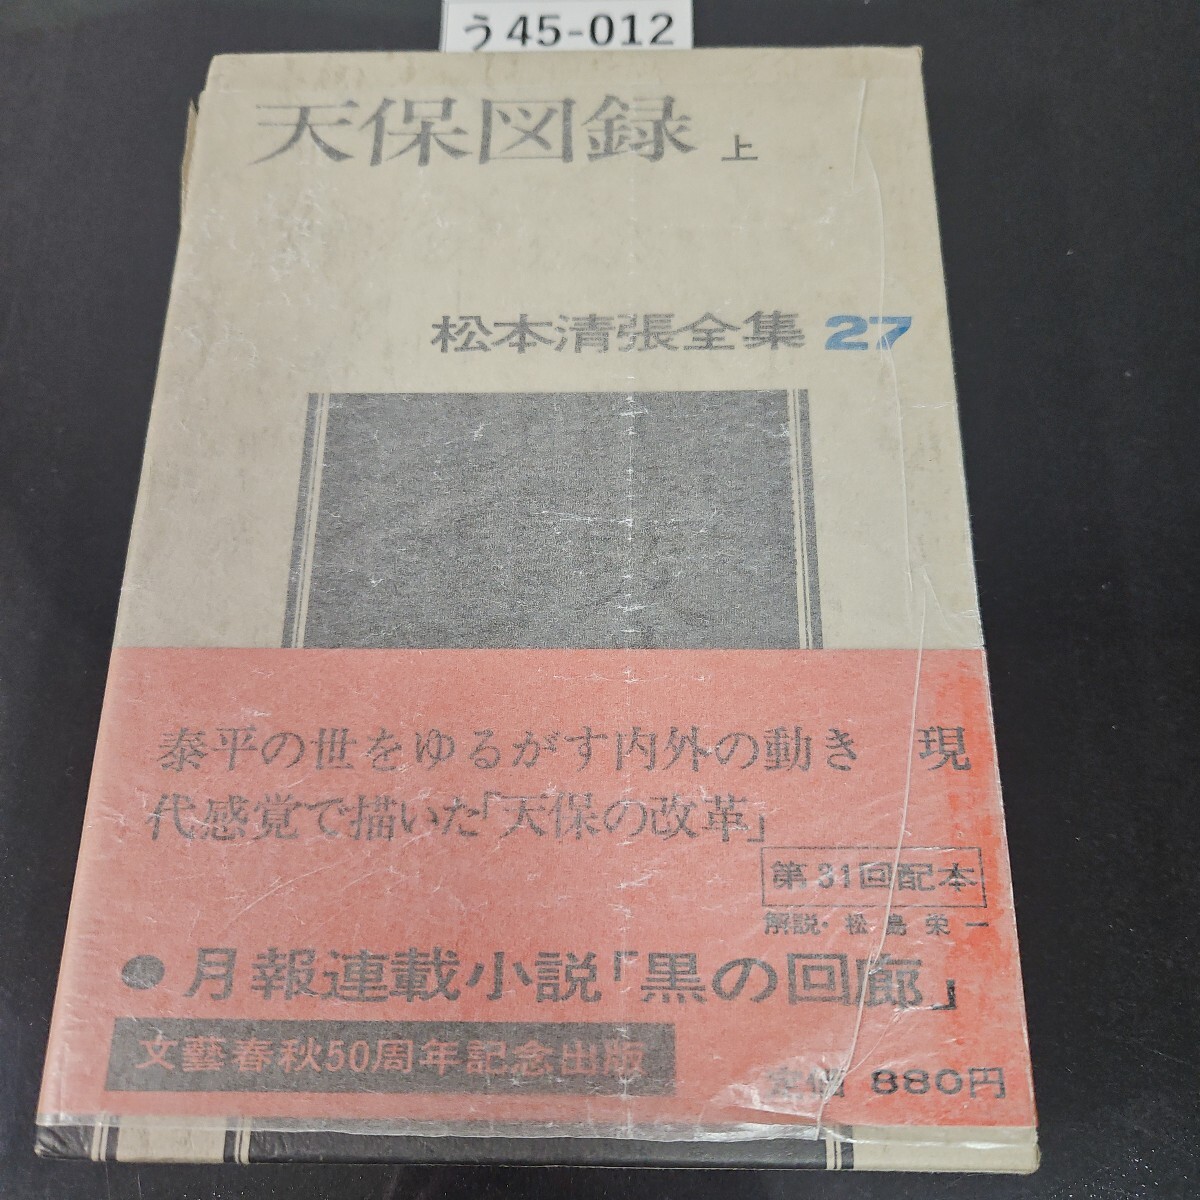 う45-012
天保図録 上
松本清張全集 27
泰平の世をゆるがす内外の動き 現
代感覚で描いた「天保の改革」
第31回配本
解説・松島栄一
●月報連載小説「黒の回廊」
文藝春秋50周年記念出版
定価 880円